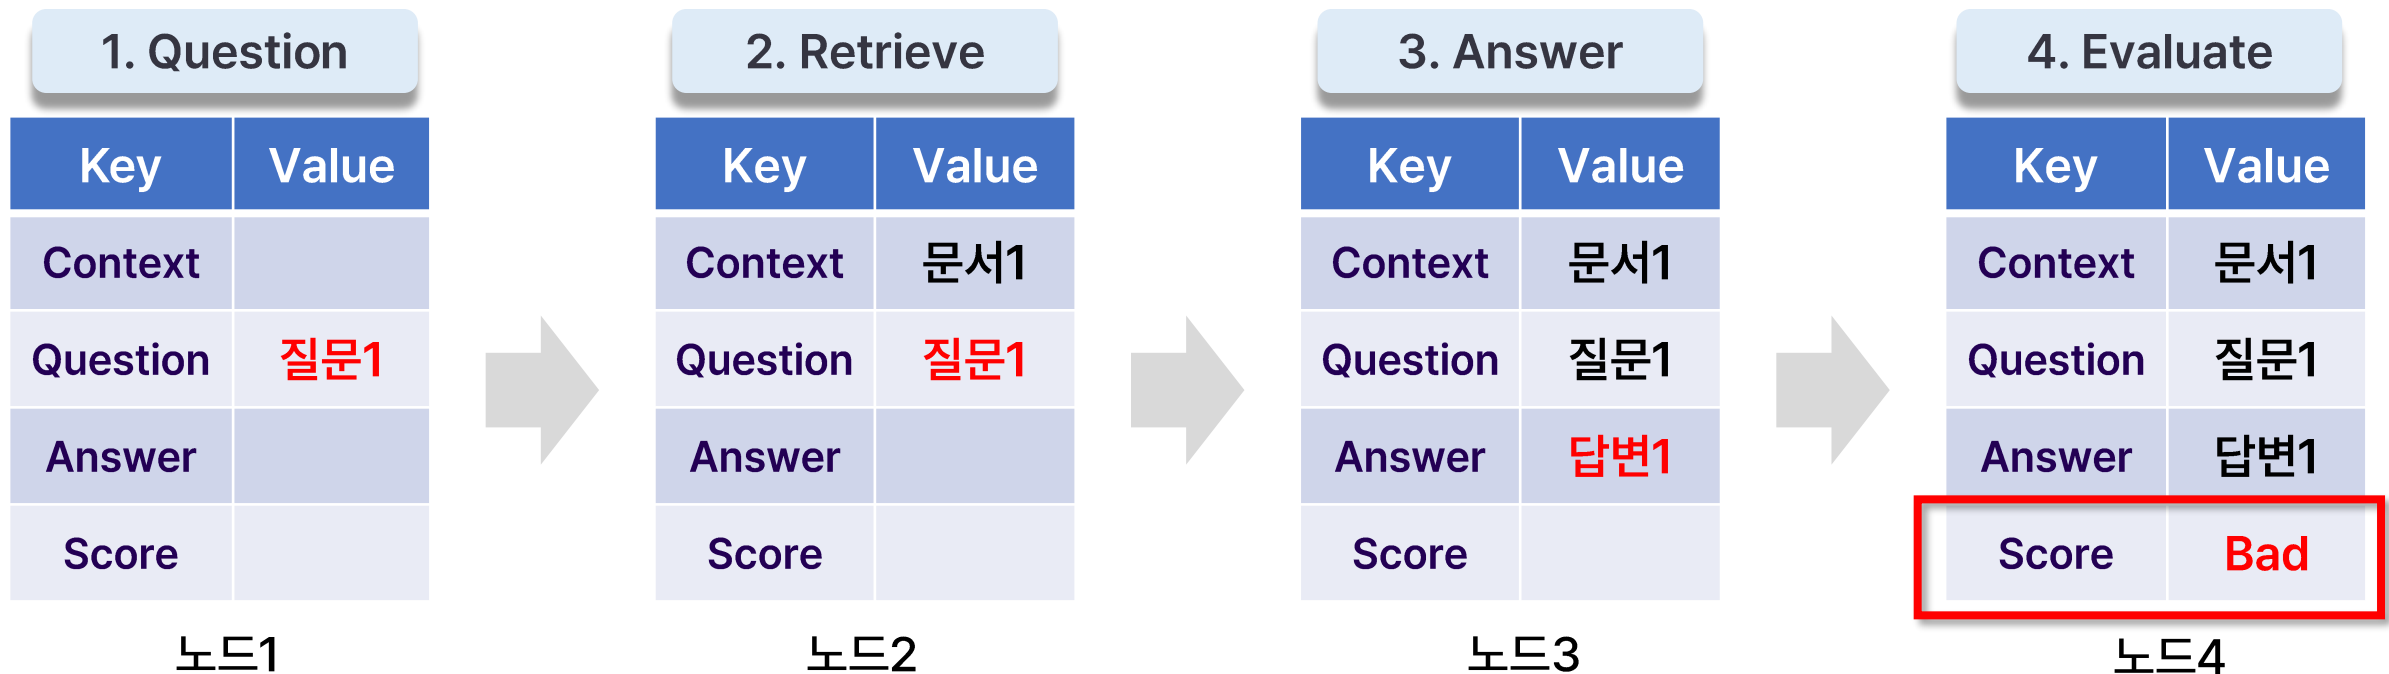 1. Question
2. Retrieve
3. Answer
4. Evaluate
Key Value
Context
Question 질문1
Answer
Score
노드1
Key Value
Context 문서1
Question 질문1
Answer
Score
노드2
Key Value
Context 문서1
Question 질문1
Answer 답변1
Score
노드3
Key Value
Context 문서1
Question 질문1
Answer 답변1
Score Bad
노드4